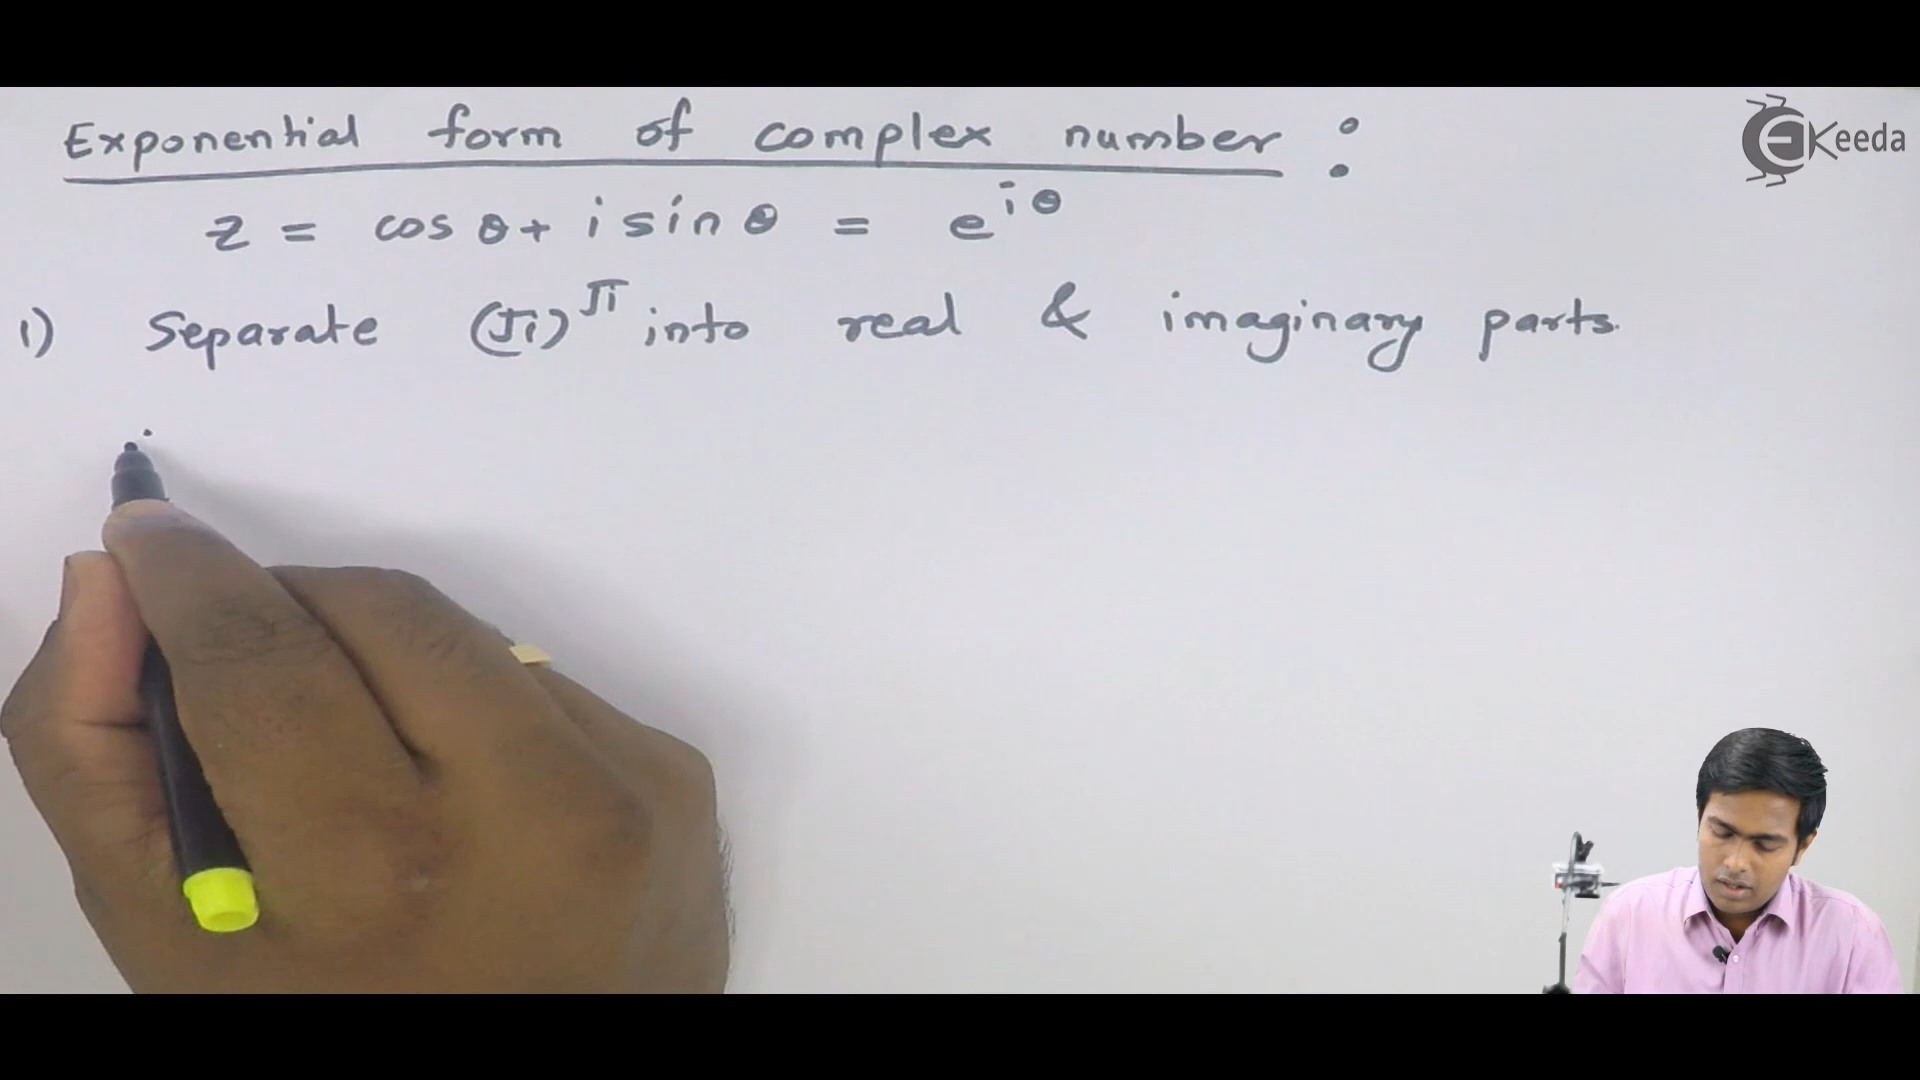 Exponential form of complex number :
z = cos θ + i sin θ = e^{iθ}
1) Separate (√i)^{√i} into real & imaginary parts.
EKeeda